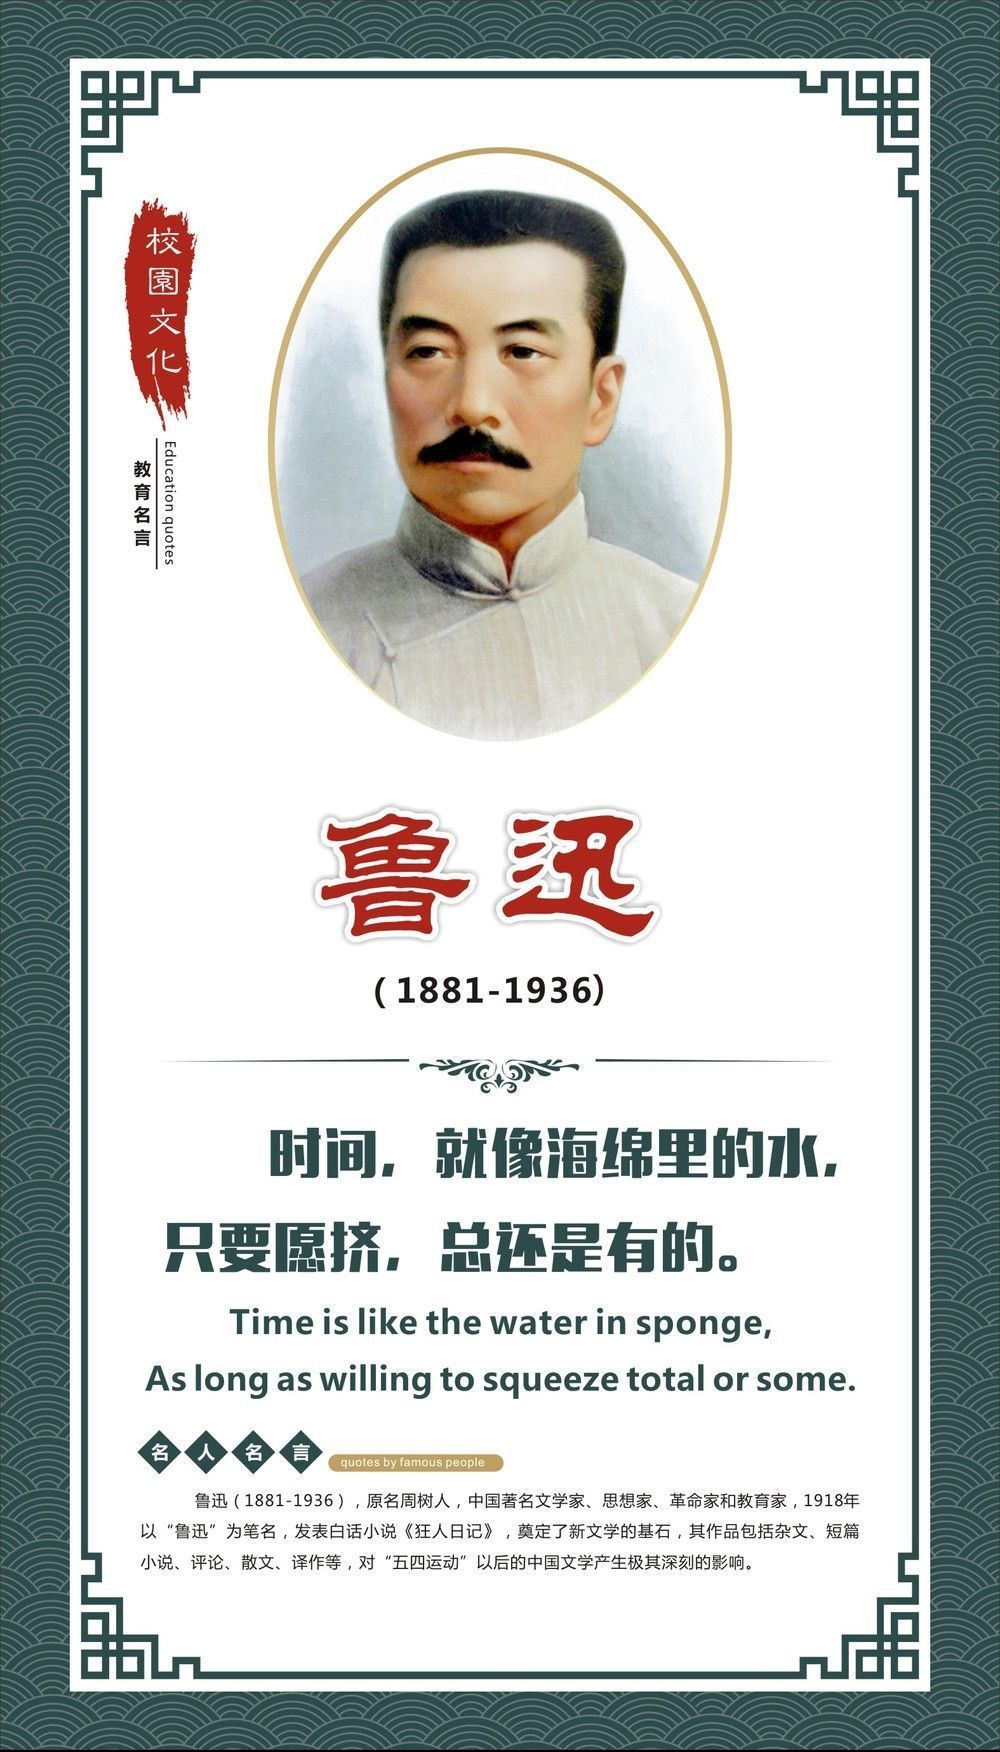 校園文化
教育名言
Education quotes
鲁迅
(1881-1936)
时间，就像海绵里的水，
只要愿挤，总还是有的。
Time is like the water in sponge,
As long as willing to squeeze total or some.
名人名言
quotes by famous people
鲁迅（1881-1936），原名周树人，中国著名文学家、思想家、革命家和教育家，1918年
以“鲁迅”为笔名，发表白话小说《狂人日记》，奠定了新文学的基石，其作品包括杂文、短篇
小说、评论、散文、译作等，对“五四运动”以后的中国文学产生极其深刻的影响。